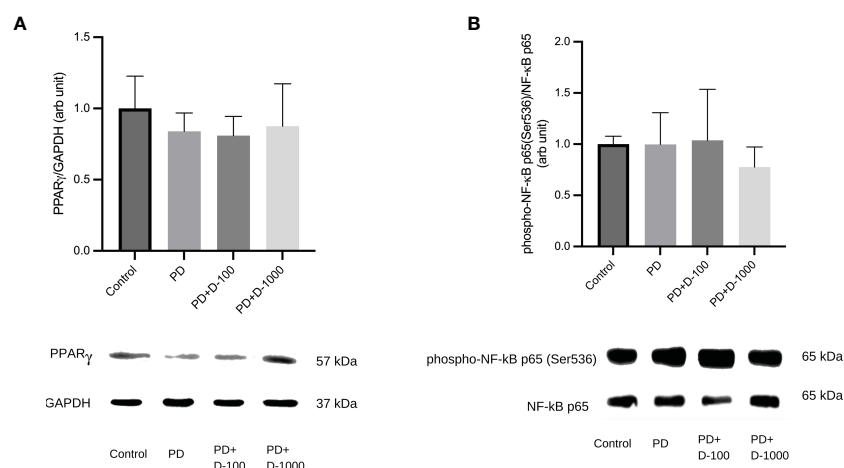 A
PPARγ/GAPDH (arb unit)
1.5
1.0
0.5
0.0
Control
PD
PD+D-100
PD+D-1000
PPARγ
57 kDa
GAPDH
37 kDa
Control
PD
PD+
D-100
PD+
D-1000
B
phospho-NF-κB p65(Ser536)/NF-κB p65
(arb unit)
2.0
1.5
1.0
0.5
0.0
Control
PD
PD+D-100
PD+D-1000
phospho-NF-kB p65 (Ser536)
65 kDa
NF-kB p65
65 kDa
Control
PD
PD+
D-100
PD+
D-1000